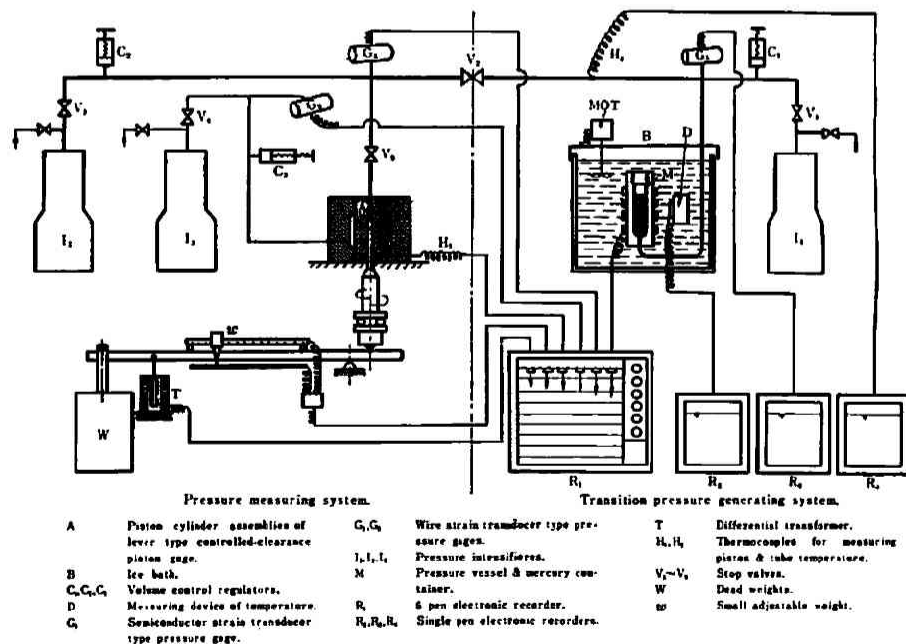 C₂
G₂
V₂
H₂
G₁
C₁
V₃
V₄
G₃
MOT
B
D
C₃
V₅
M
A
I₂
I₃
H₁
I₁
w
T
W
R₁
R₂
R₃
R₄
Pressure measuring system.
Transition pressure generating system.
A Piston cylinder assemblies of
lever type controlled-clearance
piston gage.
B Ice bath.
C₁,C₂,C₃ Volume control regulators.
D Measuring device of temperature.
G₁ Semiconductor strain transducer
type pressure gage.
G₂,G₃ Wire strain transducer type pre-
ssure gages.
I₁,I₂,I₃ Pressure intensifieres.
M Pressure vessel & mercury con-
tainer.
R₁ 6 pen electronic recorder.
R₂,R₃,R₄ Single pen electronic recorders.
T Differential transformer.
H₁,H₂ Thermocouples for measuring
piston & tube temperature.
V₁~V₅ Stop valves.
W Dead weights.
w Small adjustable weight.